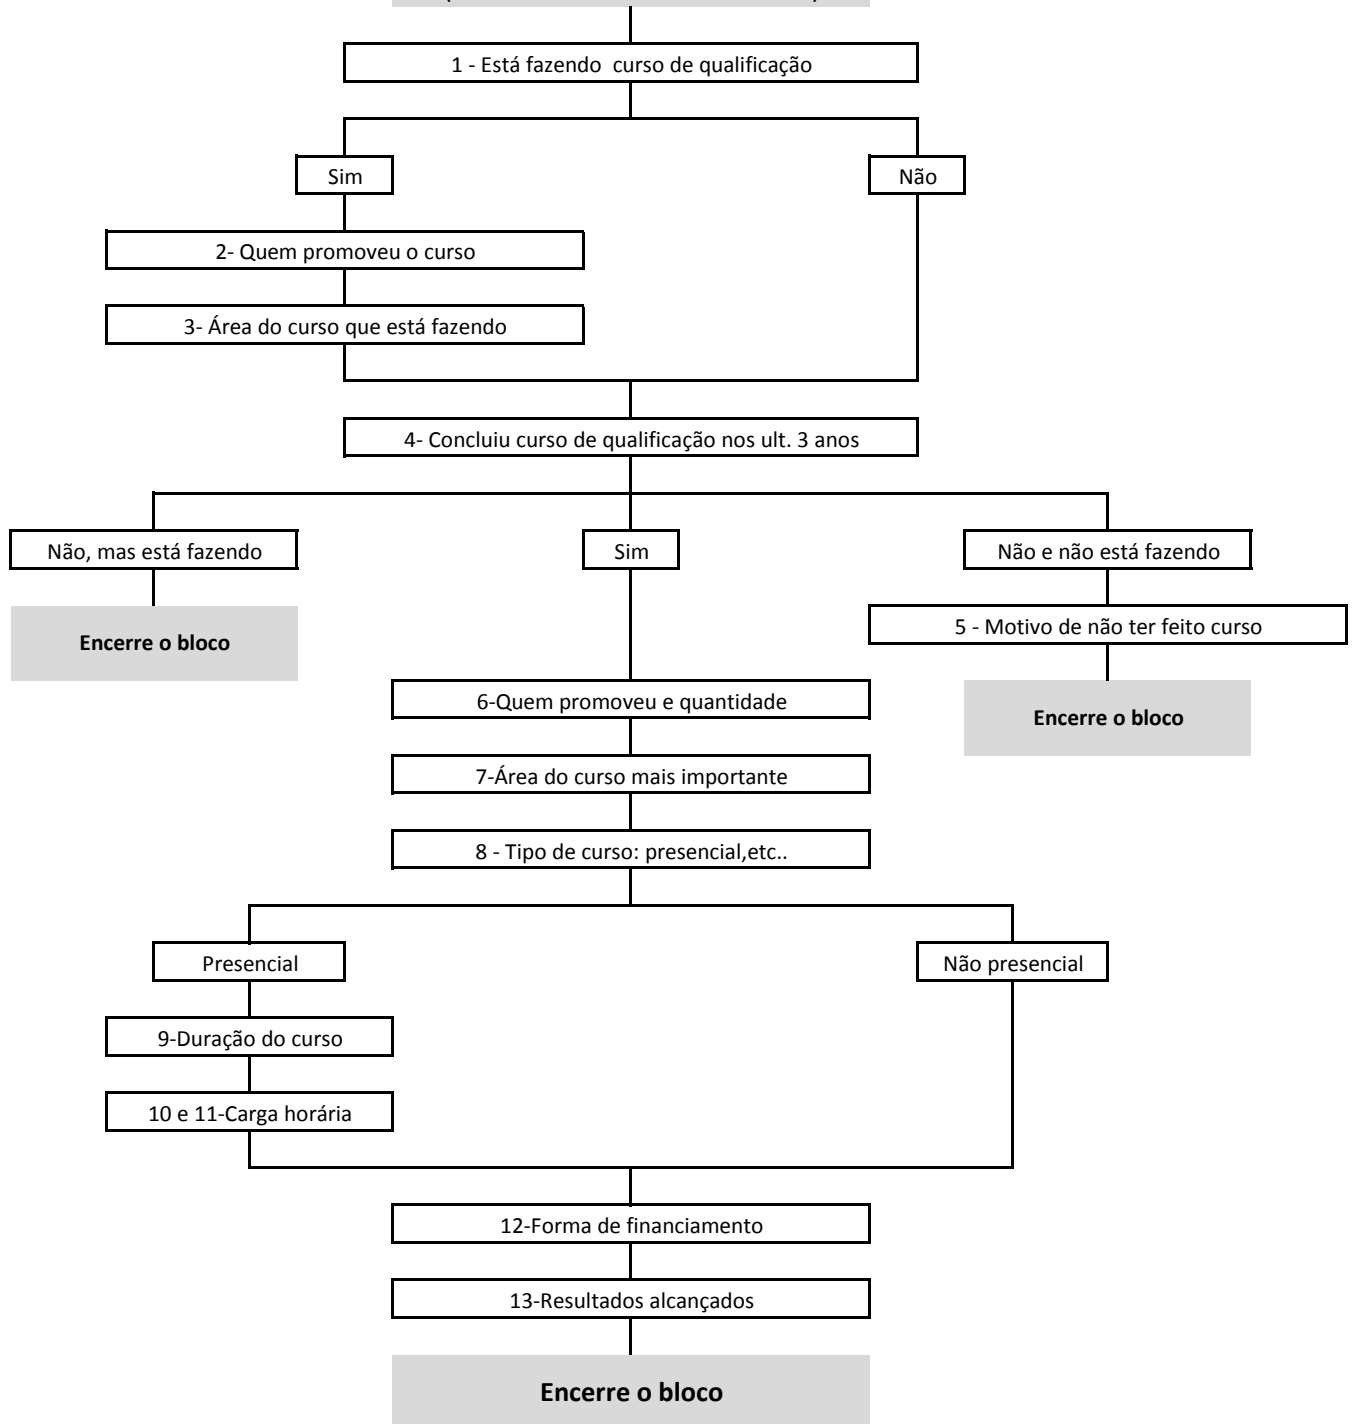 1 - Está fazendo curso de qualificação
Sim
Não
2- Quem promoveu o curso
3- Área do curso que está fazendo
4- Concluiu curso de qualificação nos ult. 3 anos
Não, mas está fazendo
Sim
Não e não está fazendo
Encerre o bloco
5 - Motivo de não ter feito curso
6-Quem promoveu e quantidade
Encerre o bloco
7-Área do curso mais importante
8 - Tipo de curso: presencial,etc..
Presencial
Não presencial
9-Duração do curso
10 e 11-Carga horária
12-Forma de financiamento
13-Resultados alcançados
Encerre o bloco